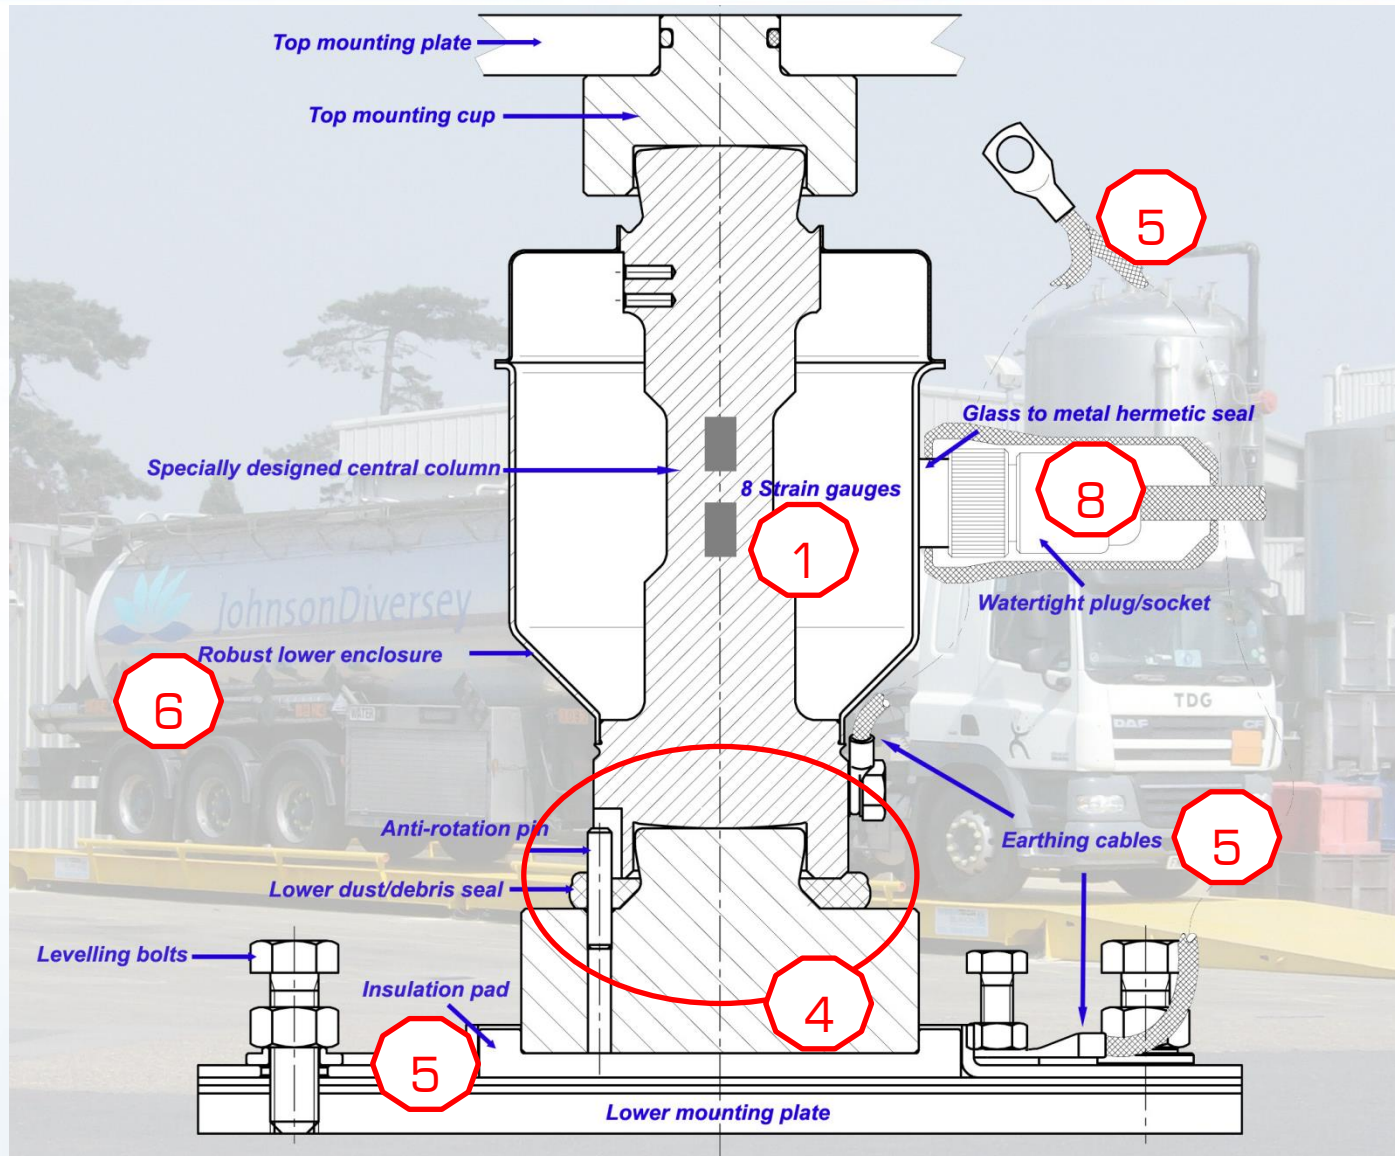 Top mounting plate
Top mounting cup
5
Glass to metal hermetic seal
Specially designed central column
8 Strain gauges
8
1
Watertight plug/socket
JohnsonDiversey
Robust lower enclosure
6
TDG
DAF
CF
Anti-rotation pin
Earthing cables
5
Lower dust/debris seal
Levelling bolts
Insulation pad
4
5
Lower mounting plate